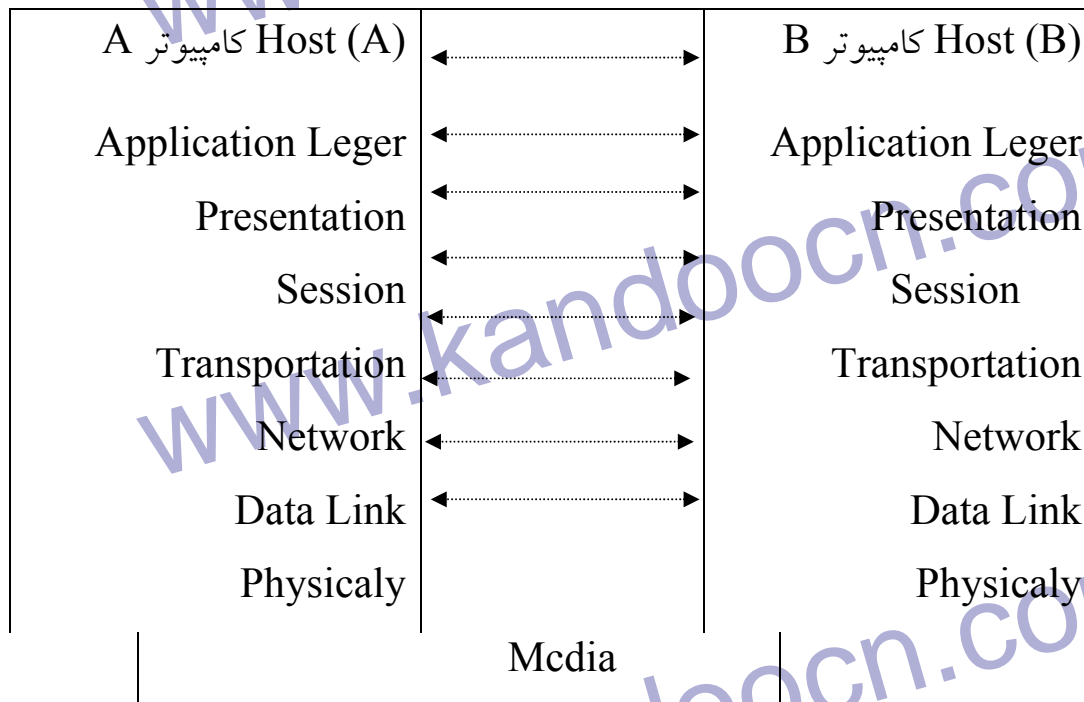 کامپیوتر A Host (A)
کامپیوتر B Host (B)
Application Leger
Application Leger
Presentation
Presentation
Session
Session
Transportation
Transportation
Network
Network
Data Link
Data Link
Physicaly
Physicaly
Mcdia
www.kandoocn.com